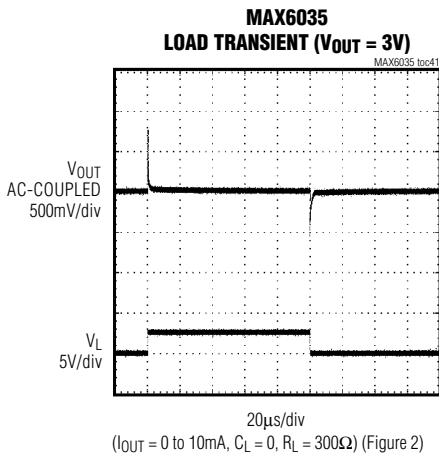 MAX6035
LOAD TRANSIENT (VOUT = 3V)
MAX6035 toc41
VOUT
AC-COUPLED
500mV/div
VL
5V/div
20μs/div
(IOUT = 0 to 10mA, CL = 0, RL = 300Ω) (Figure 2)